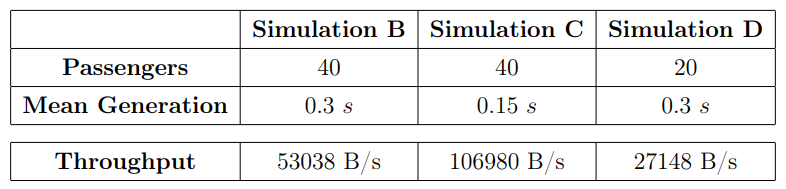 Simulation B Simulation C Simulation D
Passengers 40 40 20
Mean Generation 0.3 s 0.15 s 0.3 s
Throughput 53038 B/s 106980 B/s 27148 B/s